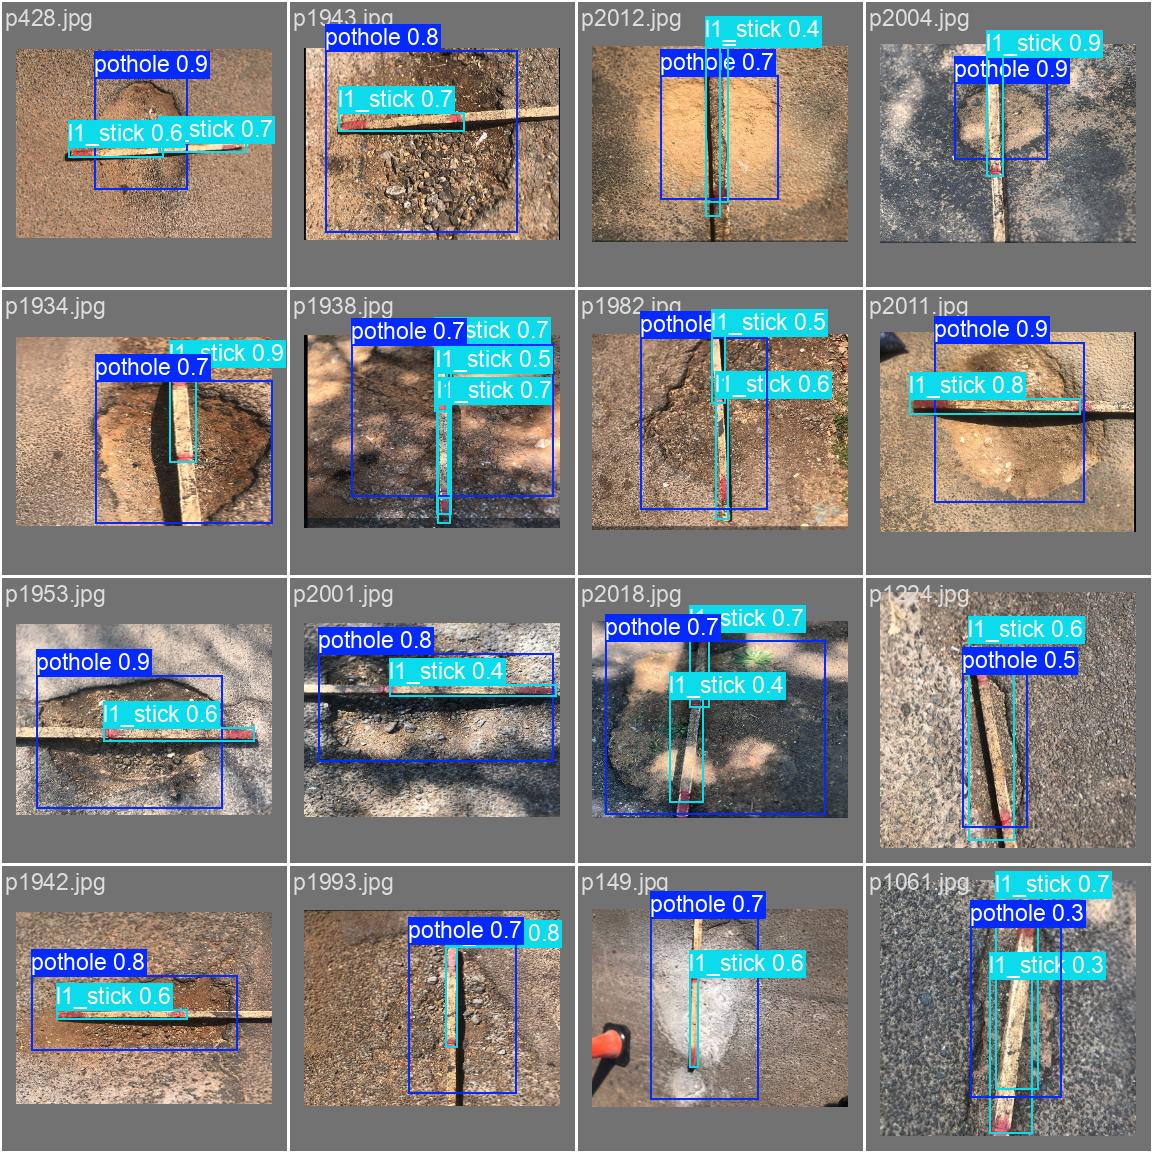 p428.jpg
pothole 0.9
l1_stick 0.6
stick 0.7
p1943.jpg
pothole 0.8
l1_stick 0.7
p2012.jpg
l1_stick 0.4
pothole 0.7
p2004.jpg
l1_stick 0.9
pothole 0.9
p1934.jpg
l1_stick 0.9
pothole 0.7
p1938.jpg
pothole 0.7
stick 0.7
l1_stick 0.5
l1_stick 0.7
p1982.jpg
pothole
l1_stick 0.5
l1_stick 0.6
p2011.jpg
pothole 0.9
l1_stick 0.8
p1953.jpg
pothole 0.9
l1_stick 0.6
p2001.jpg
pothole 0.8
l1_stick 0.4
p2018.jpg
l1_stick 0.7
pothole 0.7
l1_stick 0.4
p1224.jpg
l1_stick 0.6
pothole 0.5
p1942.jpg
pothole 0.8
l1_stick 0.6
p1993.jpg
pothole 0.7
0.8
p149.jpg
pothole 0.7
l1_stick 0.6
p1061.jpg
l1_stick 0.7
pothole 0.3
l1_stick 0.3